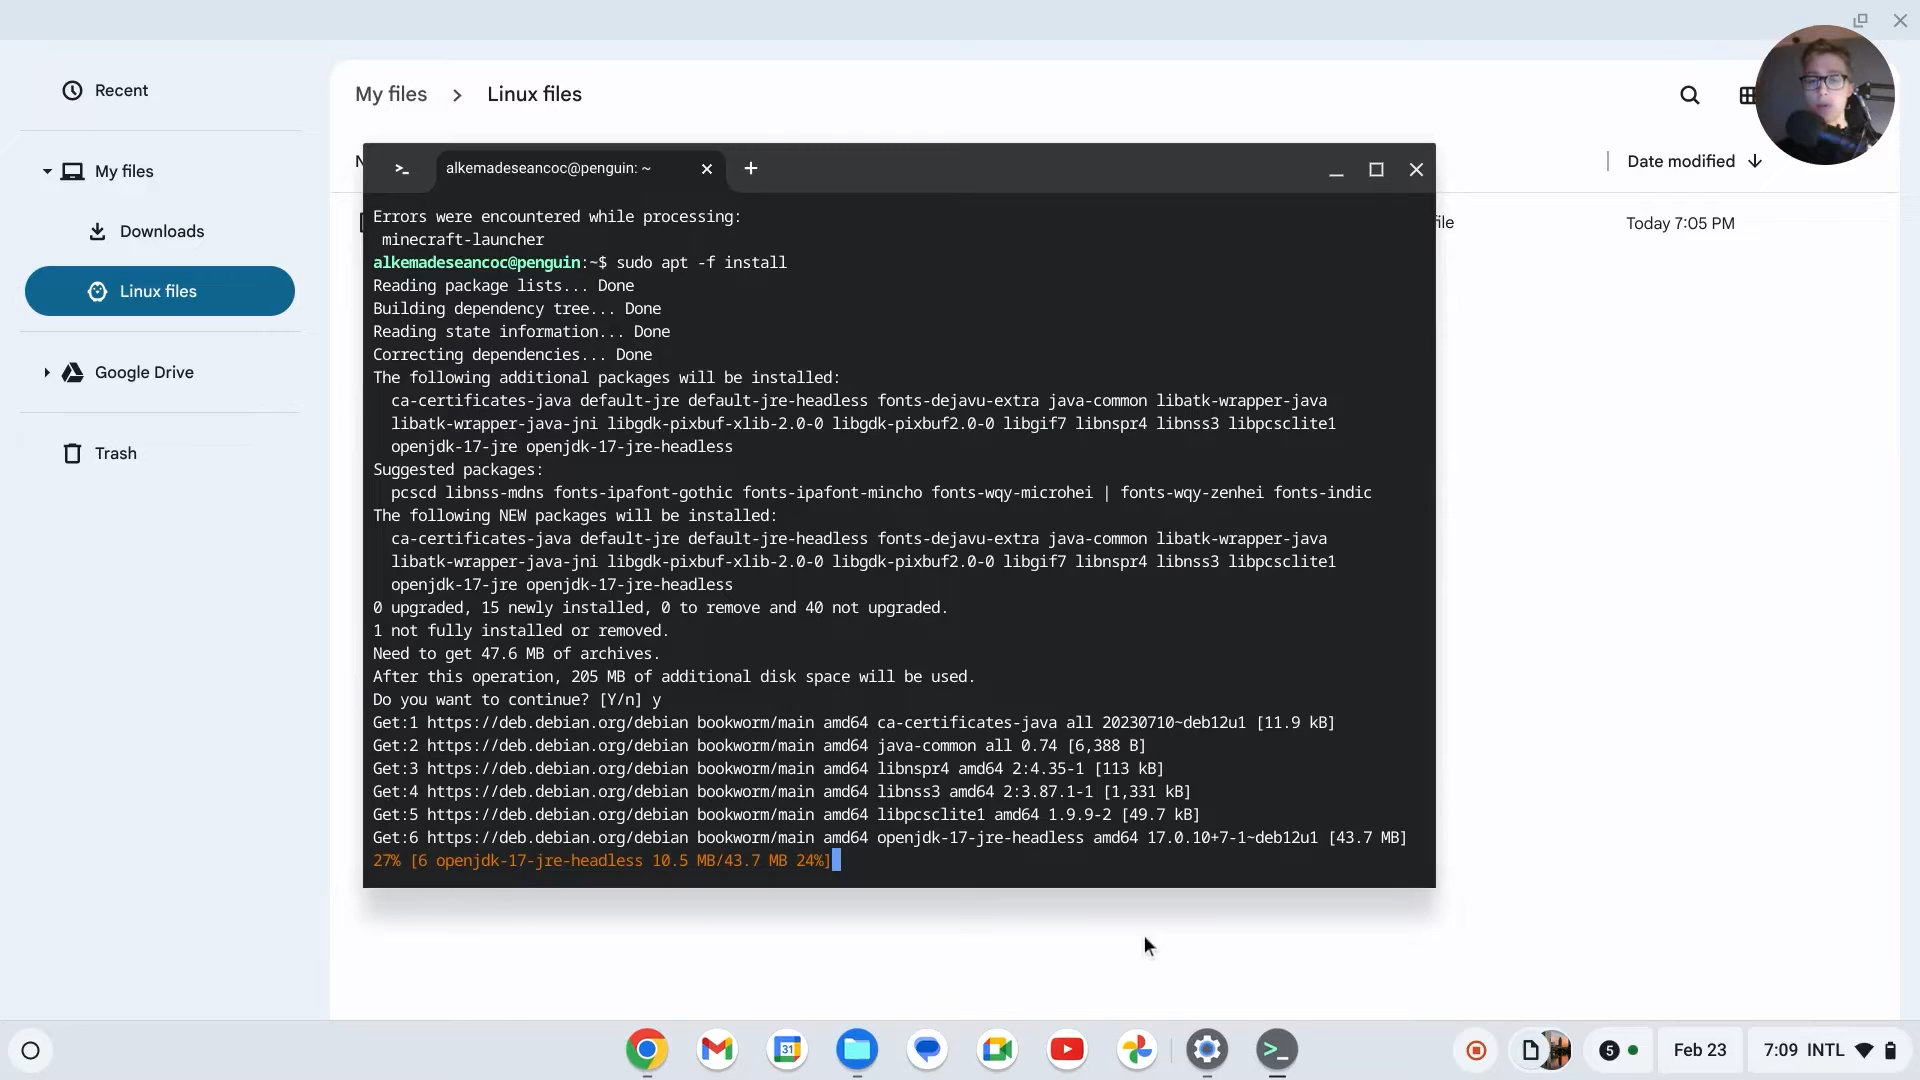 Recent
My files
Downloads
Linux files
Google Drive
Trash
My files > Linux files
Date modified
Today 7:05 PM
>_ alkemadeseancoc@penguin: ~
Errors were encountered while processing:
minecraft-launcher
alkemadeseancoc@penguin:~$ sudo apt -f install
Reading package lists... Done
Building dependency tree... Done
Reading state information... Done
Correcting dependencies... Done
The following additional packages will be installed:
ca-certificates-java default-jre default-jre-headless fonts-dejavu-extra java-common libatk-wrapper-java
libatk-wrapper-java-jni libgdk-pixbuf-xlib-2.0-0 libgdk-pixbuf2.0-0 libgif7 libnspr4 libnss3 libpcsclite1
openjdk-17-jre openjdk-17-jre-headless
Suggested packages:
pcscd libnss-mdns fonts-ipafont-gothic fonts-ipafont-mincho fonts-wqy-microhei | fonts-wqy-zenhei fonts-indic
The following NEW packages will be installed:
ca-certificates-java default-jre default-jre-headless fonts-dejavu-extra java-common libatk-wrapper-java
libatk-wrapper-java-jni libgdk-pixbuf-xlib-2.0-0 libgdk-pixbuf2.0-0 libgif7 libnspr4 libnss3 libpcsclite1
openjdk-17-jre openjdk-17-jre-headless
0 upgraded, 15 newly installed, 0 to remove and 40 not upgraded.
1 not fully installed or removed.
Need to get 47.6 MB of archives.
After this operation, 205 MB of additional disk space will be used.
Do you want to continue? [Y/n] y
Get:1 https://deb.debian.org/debian bookworm/main amd64 ca-certificates-java all 20230710~deb12u1 [11.9 kB]
Get:2 https://deb.debian.org/debian bookworm/main amd64 java-common all 0.74 [6,388 B]
Get:3 https://deb.debian.org/debian bookworm/main amd64 libnspr4 amd64 2:4.35-1 [113 kB]
Get:4 https://deb.debian.org/debian bookworm/main amd64 libnss3 amd64 2:3.87.1-1 [1,331 kB]
Get:5 https://deb.debian.org/debian bookworm/main amd64 libpcsclite1 amd64 1.9.9-2 [49.7 kB]
Get:6 https://deb.debian.org/debian bookworm/main amd64 openjdk-17-jre-headless amd64 17.0.10+7-1~deb12u1 [43.7 MB]
27% [6 openjdk-17-jre-headless 10.5 MB/43.7 MB 24%]
31
>_
5
Feb 23
7:09 INTL